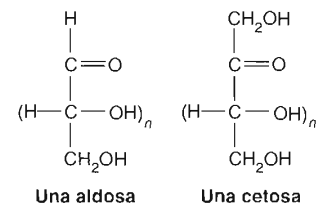 H CH₂OH
C=O C=O
(H—C—OH)ₙ (H—C—OH)ₙ
CH₂OH CH₂OH
Una aldosa Una cetosa